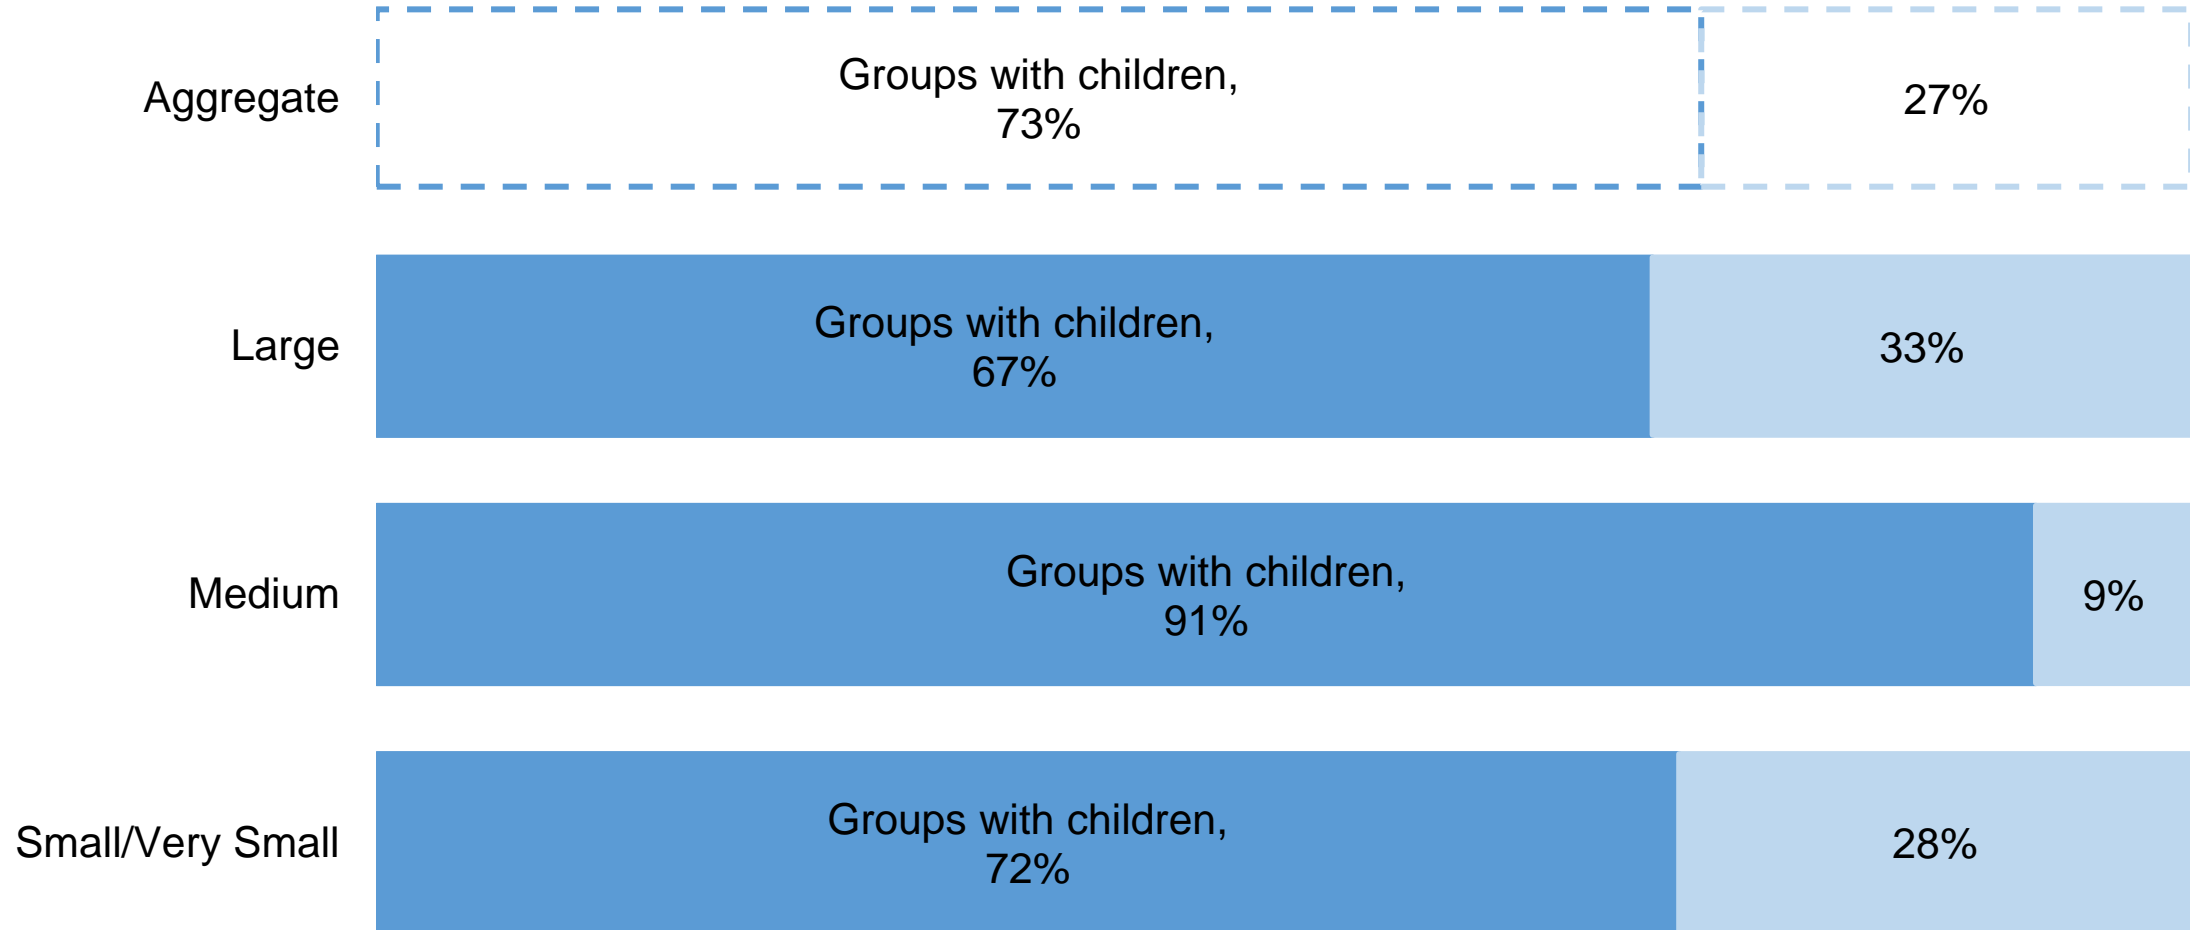 Aggregate
Groups with children,
73%
27%
Large
Groups with children,
67%
33%
Medium
Groups with children,
91%
9%
Small/Very Small
Groups with children,
72%
28%